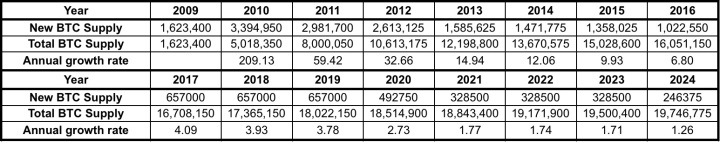 Year 2009 2010 2011 2012 2013 2014 2015 2016
New BTC Supply 1,623,400 3,394,950 2,981,700 2,613,125 1,585,625 1,471,775 1,358,025 1,022,550
Total BTC Supply 1,623,400 5,018,350 8,000,050 10,613,175 12,198,800 13,670,575 15,028,600 16,051,150
Annual growth rate 209.13 59.42 32.66 14.94 12.06 9.93 6.80
Year 2017 2018 2019 2020 2021 2022 2023 2024
New BTC Supply 657000 657000 657000 492750 328500 328500 328500 246375
Total BTC Supply 16,708,150 17,365,150 18,022,150 18,514,900 18,843,400 19,171,900 19,500,400 19,746,775
Annual growth rate 4.09 3.93 3.78 2.73 1.77 1.74 1.71 1.26